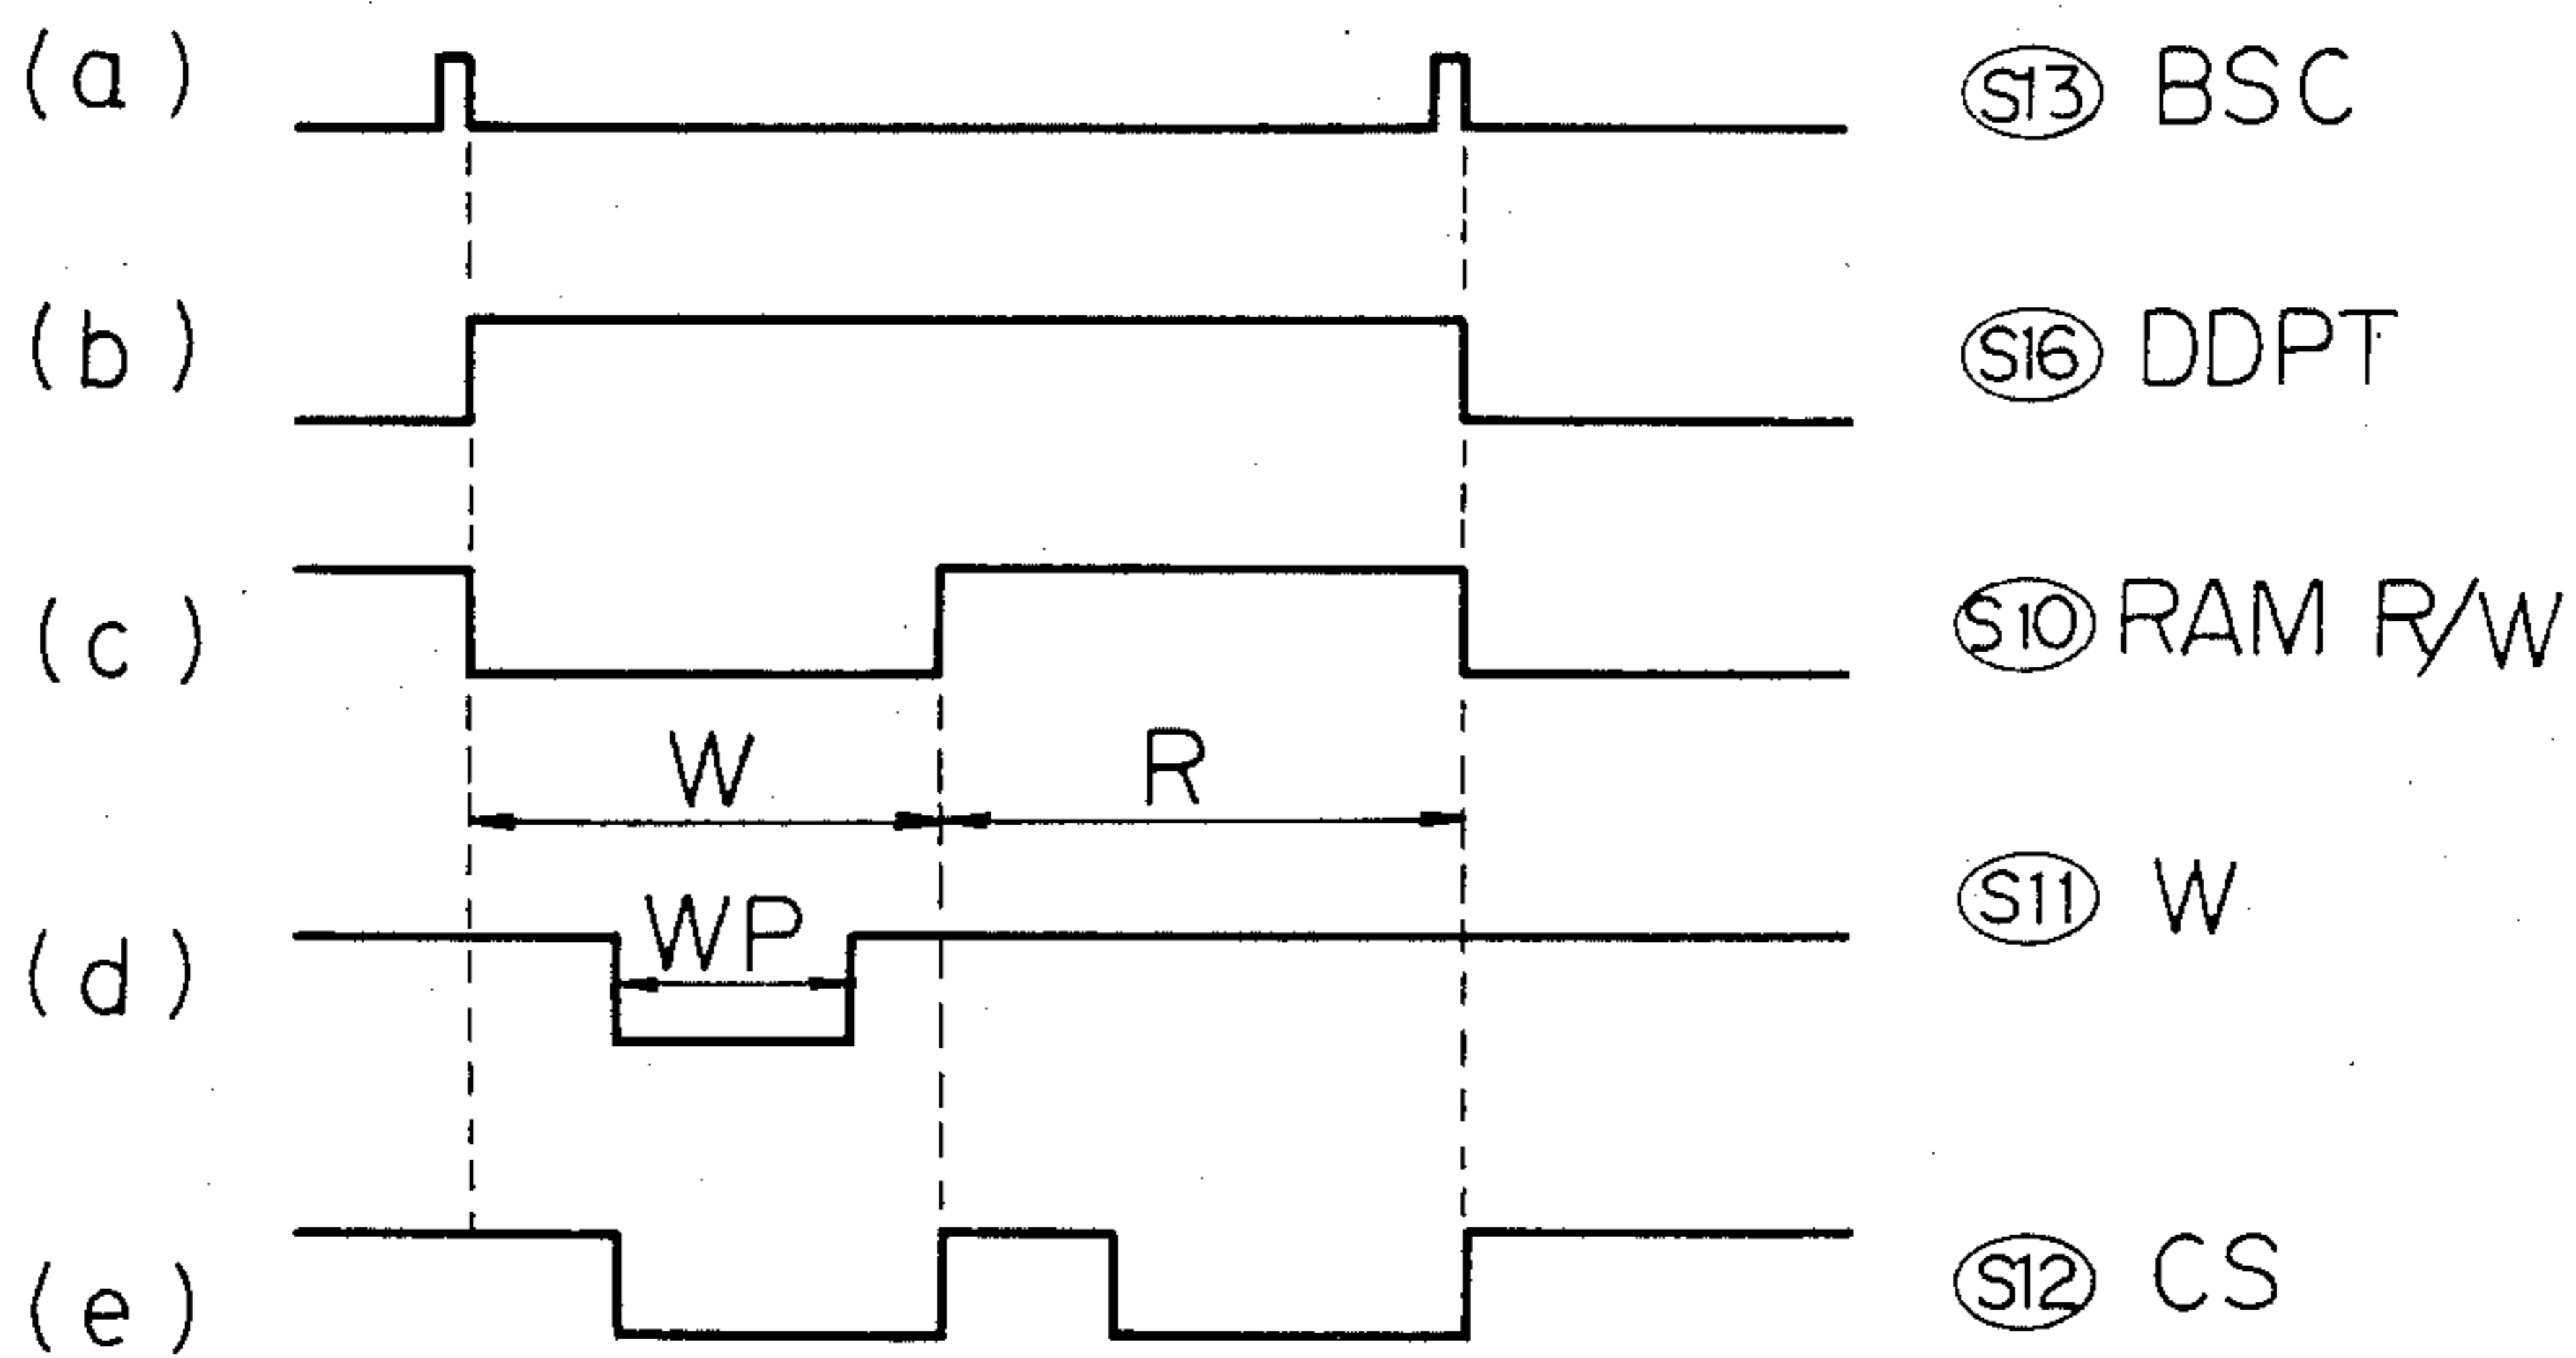 (a) S13 BSC
(b) S16 DDPT
(c) S10 RAM R/W
W R
S11 W
(d) WP
(e) S12 CS